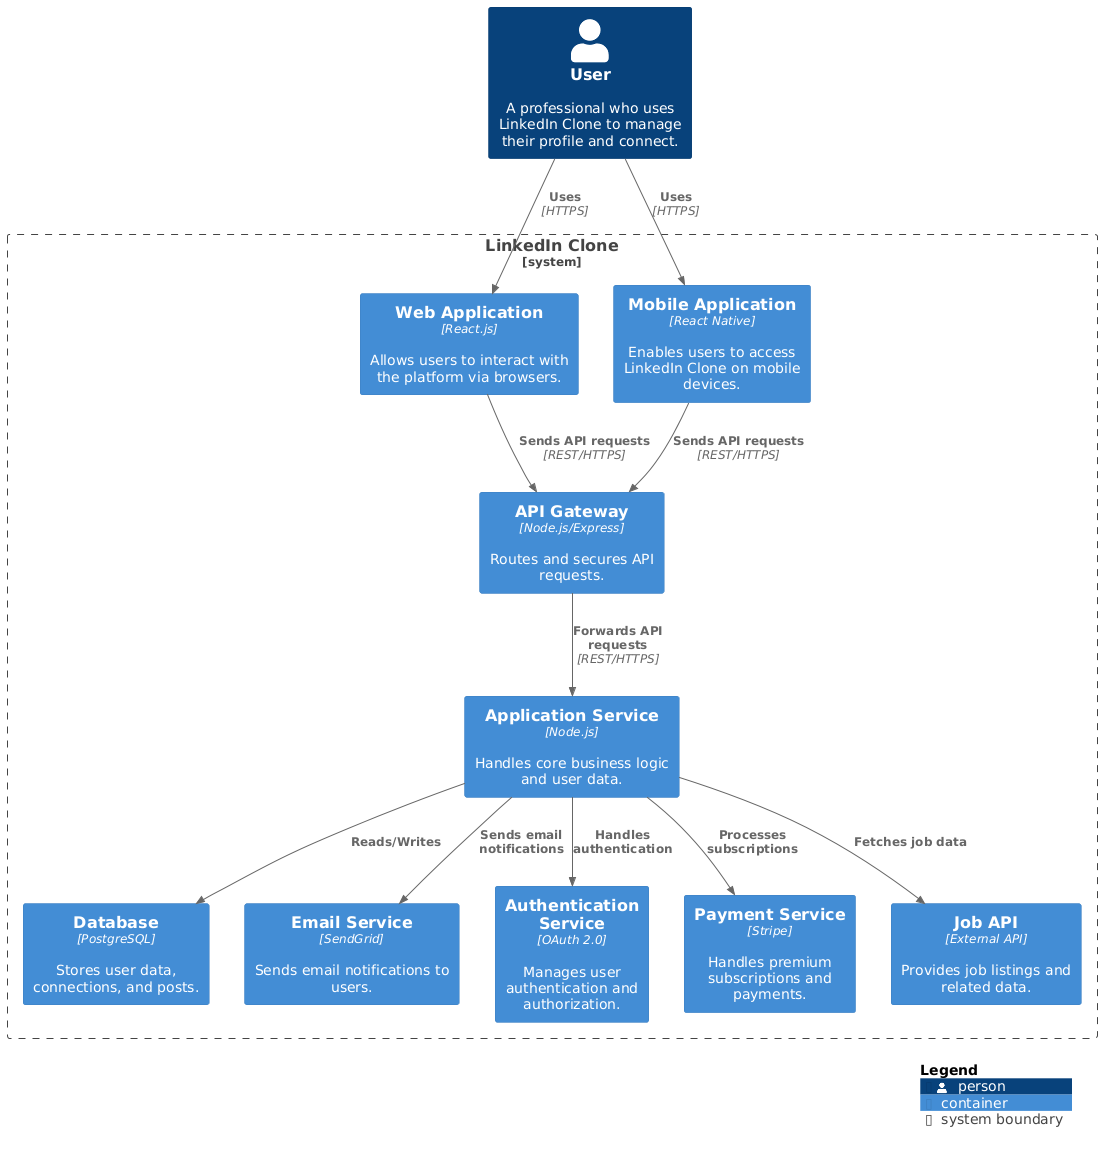 User
A professional who uses
LinkedIn Clone to manage
their profile and connect.
Uses
[HTTPS]
Uses
[HTTPS]
LinkedIn Clone
[system]
Web Application
[React.js]
Allows users to interact with
the platform via browsers.
Mobile Application
[React Native]
Enables users to access
LinkedIn Clone on mobile
devices.
Sends API requests
[REST/HTTPS]
Sends API requests
[REST/HTTPS]
API Gateway
[Node.js/Express]
Routes and secures API
requests.
Forwards API
requests
[REST/HTTPS]
Application Service
[Node.js]
Handles core business logic
and user data.
Reads/Writes
Sends email
notifications
Handles
authentication
Processes
subscriptions
Fetches job data
Database
[PostgreSQL]
Stores user data,
connections, and posts.
Email Service
[SendGrid]
Sends email notifications to
users.
Authentication
Service
[OAuth 2.0]
Manages user
authentication and
authorization.
Payment Service
[Stripe]
Handles premium
subscriptions and
payments.
Job API
[External API]
Provides job listings and
related data.
Legend
person
container
system boundary